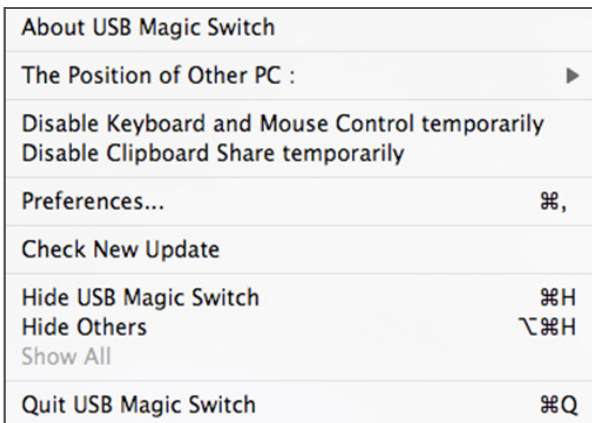 About USB Magic Switch
The Position of Other PC :
Disable Keyboard and Mouse Control temporarily
Disable Clipboard Share temporarily
Preferences... ⌘,
Check New Update
Hide USB Magic Switch ⌘H
Hide Others ⌥⌘H
Show All
Quit USB Magic Switch ⌘Q